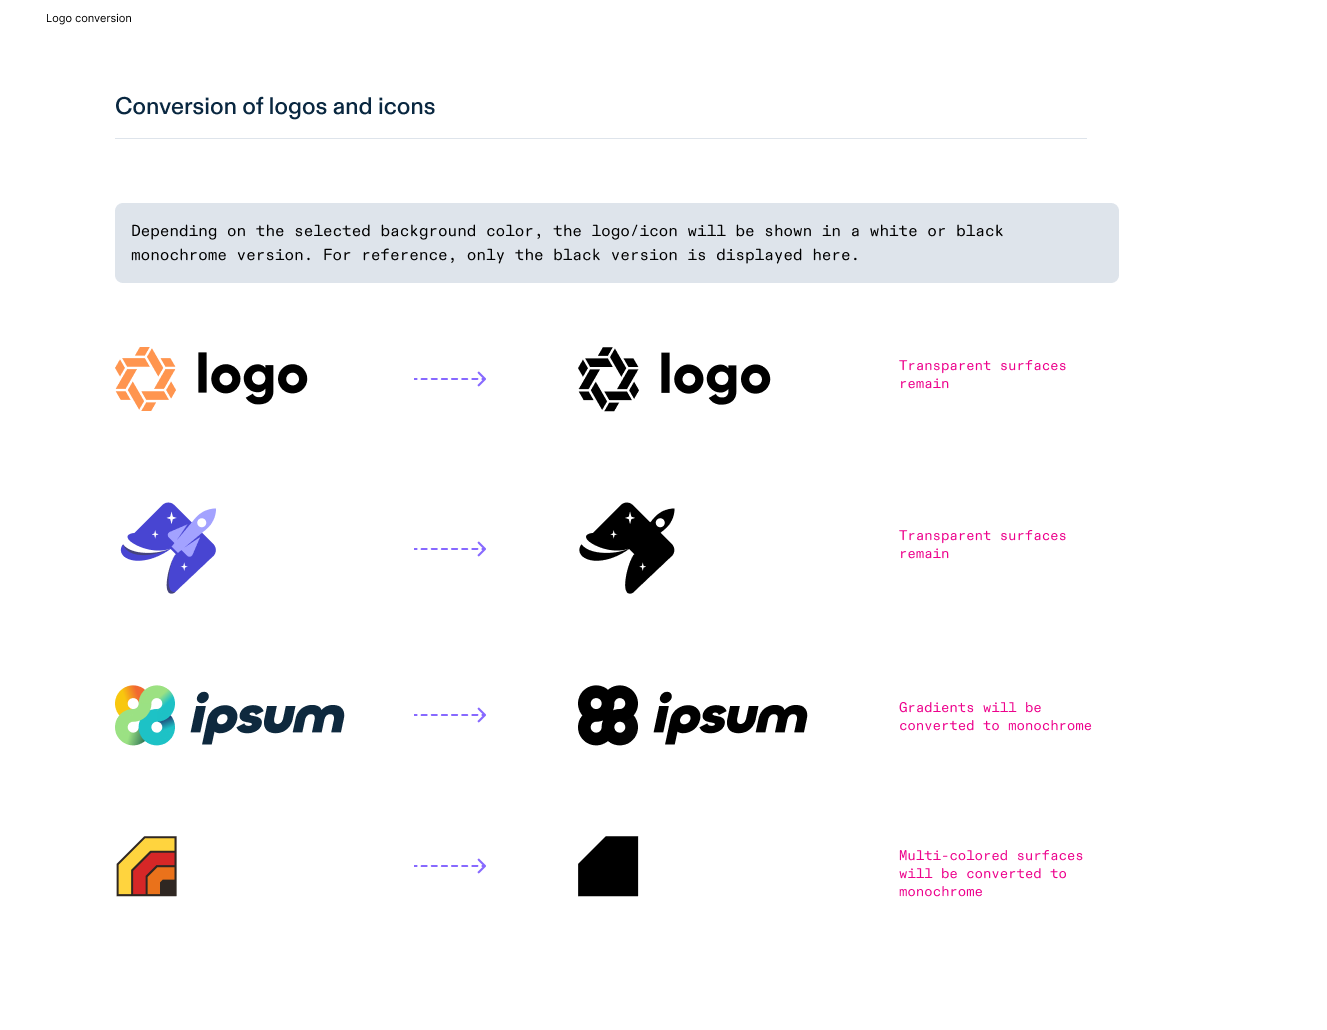 Logo conversion
Conversion of logos and icons
Depending on the selected background color, the logo/icon will be shown in a white or black
monochrome version. For reference, only the black version is displayed here.
logo
logo
Transparent surfaces
remain
Transparent surfaces
remain
ipsum
ipsum
Gradients will be
converted to monochrome
Multi-colored surfaces
will be converted to
monochrome